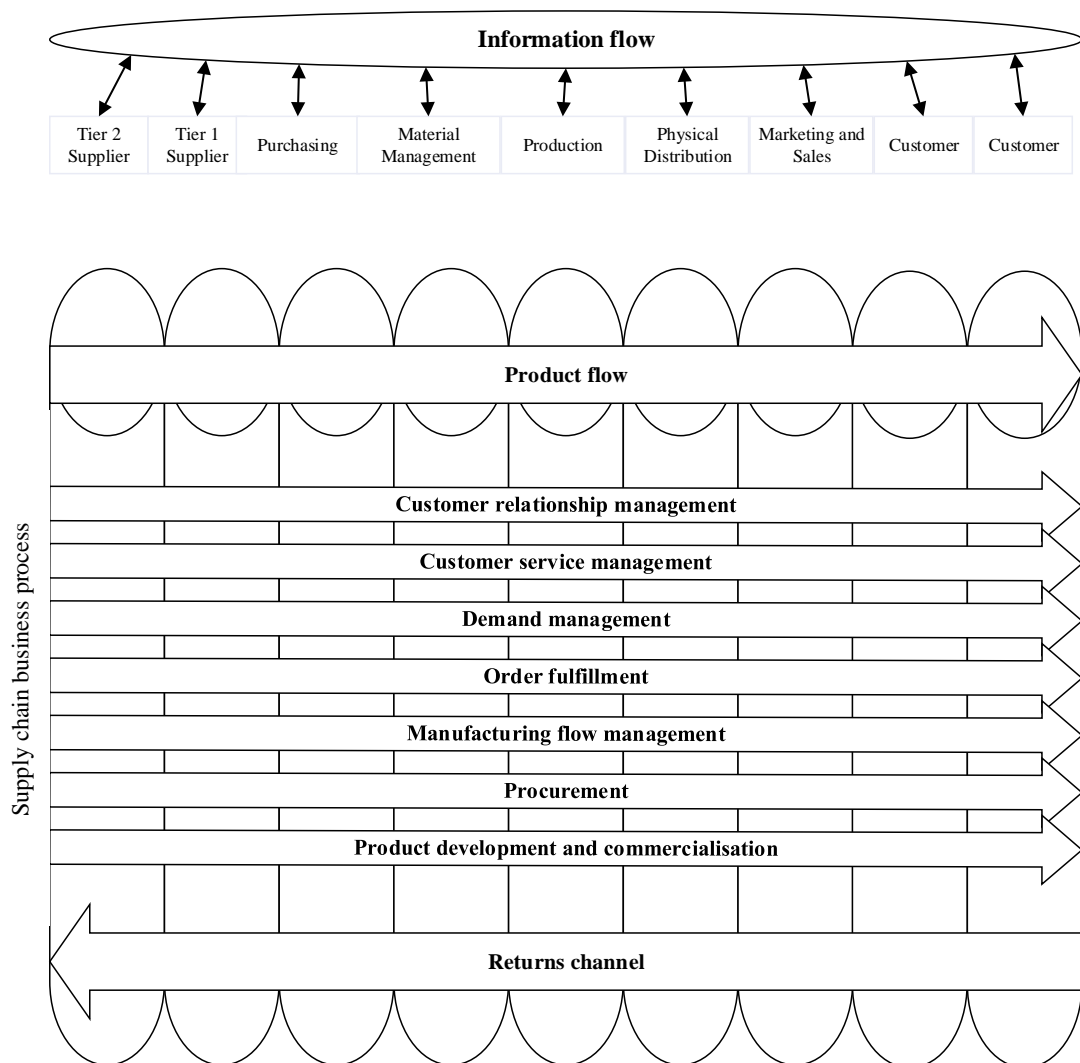 Information flow
Tier 2
Supplier
Tier 1
Supplier
Purchasing
Material
Management
Production
Physical
Distribution
Marketing and
Sales
Customer
Customer
Product flow
Supply chain business process
Customer relationship management
Customer service management
Demand management
Order fulfillment
Manufacturing flow management
Procurement
Product development and commercialisation
Returns channel